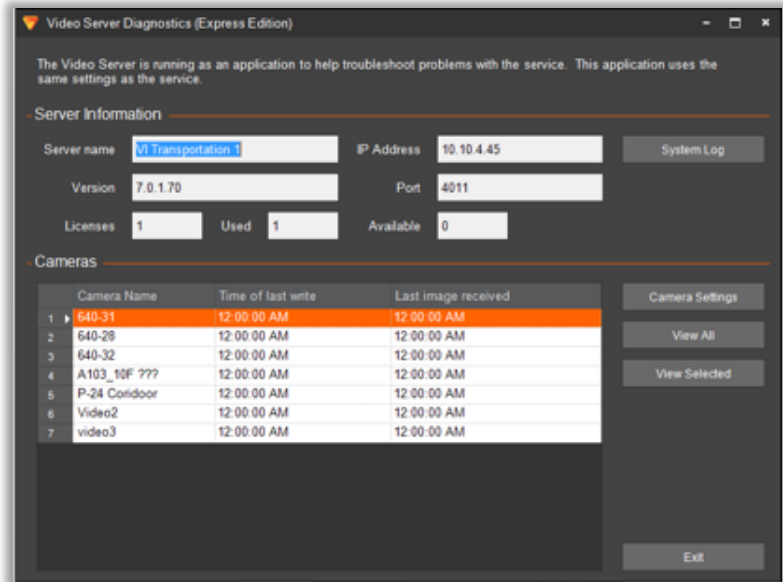 Video Server Diagnostics (Express Edition)
The Video Server is running as an application to help troubleshoot problems with the service. This application uses the
same settings as the service.
Server Information
Server name VI Transportation 1 IP Address 10.10.4.45 System Log
Version 7.0.1.70 Port 4011
Licenses 1 Used 1 Available 0
Cameras
Camera Name Time of last write Last image received Camera Settings
1 640-31 12:00:00 AM 12:00:00 AM
2 640-28 12:00:00 AM 12:00:00 AM View All
3 640-32 12:00:00 AM 12:00:00 AM
4 A103_10F ??? 12:00:00 AM 12:00:00 AM View Selected
5 P-24 Coridoor 12:00:00 AM 12:00:00 AM
6 Video2 12:00:00 AM 12:00:00 AM
7 video3 12:00:00 AM 12:00:00 AM
Exit